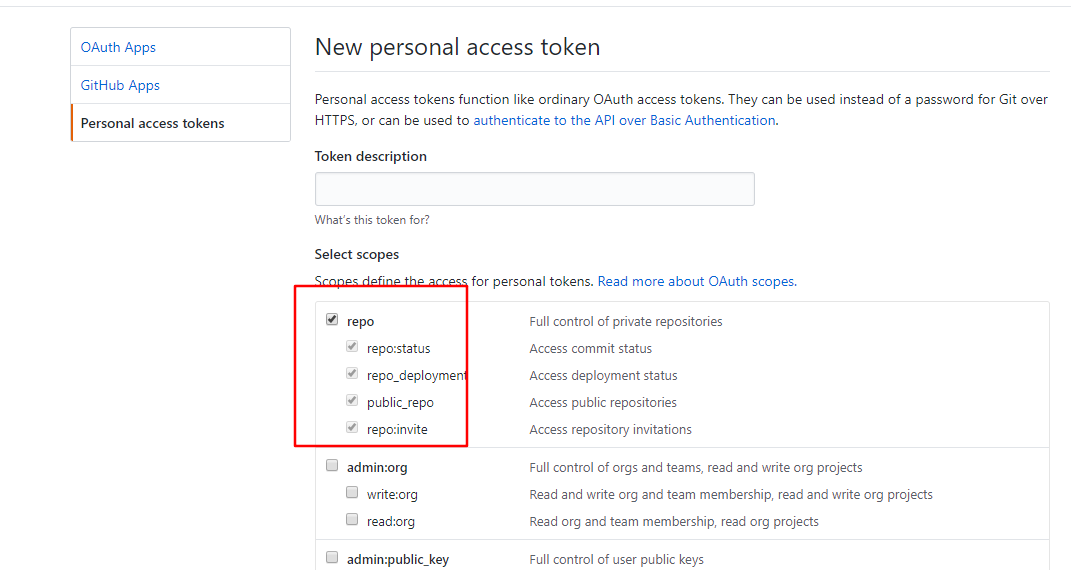 OAuth Apps
GitHub Apps
Personal access tokens
New personal access token
Personal access tokens function like ordinary OAuth access tokens. They can be used instead of a password for Git over
HTTPS, or can be used to authenticate to the API over Basic Authentication.
Token description
What's this token for?
Select scopes
Scopes define the access for personal tokens. Read more about OAuth scopes.
repo Full control of private repositories
repo:status Access commit status
repo_deployment Access deployment status
public_repo Access public repositories
repo:invite Access repository invitations
admin:org Full control of orgs and teams, read and write org projects
write:org Read and write org and team membership, read and write org projects
read:org Read org and team membership, read org projects
admin:public_key Full control of user public keys